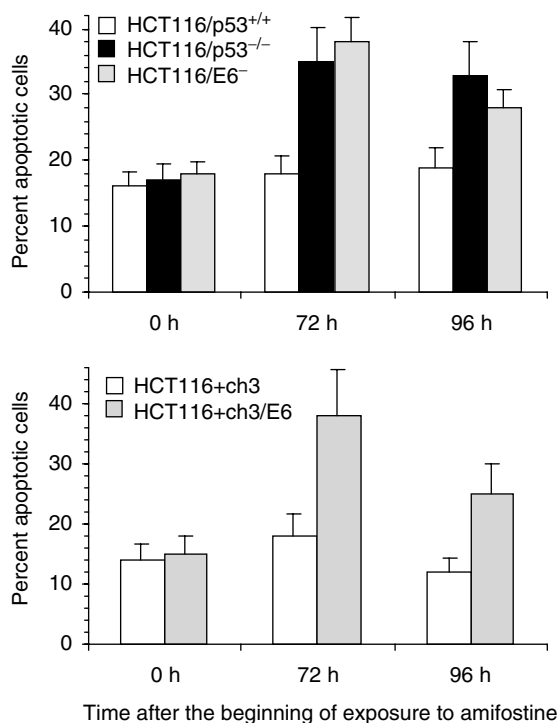 HCT116/p53+/+
HCT116/p53−/−
HCT116/E6−
Percent apoptotic cells
40
30
20
10
0
0 h 72 h 96 h
HCT116+ch3
HCT116+ch3/E6
Percent apoptotic cells
40
30
20
10
0
0 h 72 h 96 h
Time after the beginning of exposure to amifostine